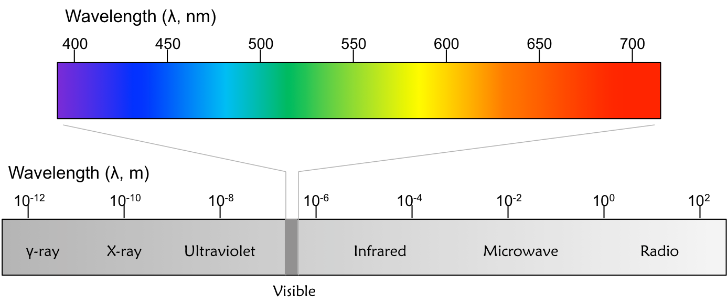 Wavelength (λ, nm)
400 450 500 550 600 650 700
Wavelength (λ, m)
10⁻¹² 10⁻¹⁰ 10⁻⁸ 10⁻⁶ 10⁻⁴ 10⁻² 10⁰ 10²
γ-ray X-ray Ultraviolet Infrared Microwave Radio
Visible